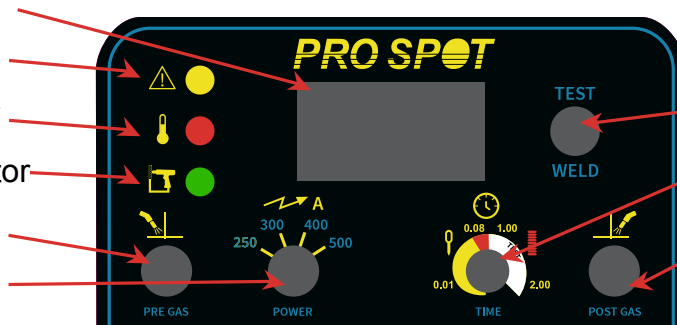 PRO SPOT
TEST
WELD
tor
A
300 400
250 500
0.08 1.00
0.01 2.00
PRE GAS
POWER
TIME
POST GAS